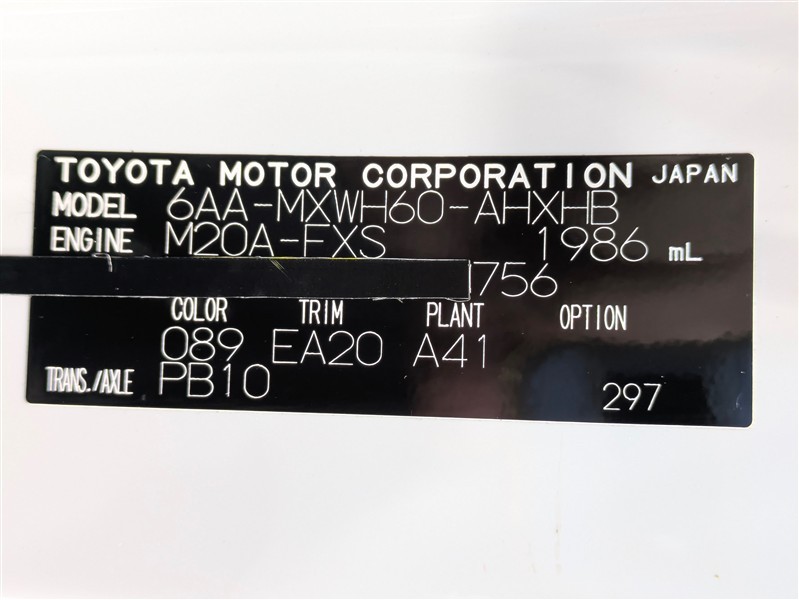 TOYOTA MOTOR CORPORATION JAPAN
MODEL 6AA-MXWH60-AHXHB
ENGINE M20A-FXS 1986 mL
756
COLOR TRIM PLANT OPTION
089 EA20 A41
TRANS./AXLE PB10 297